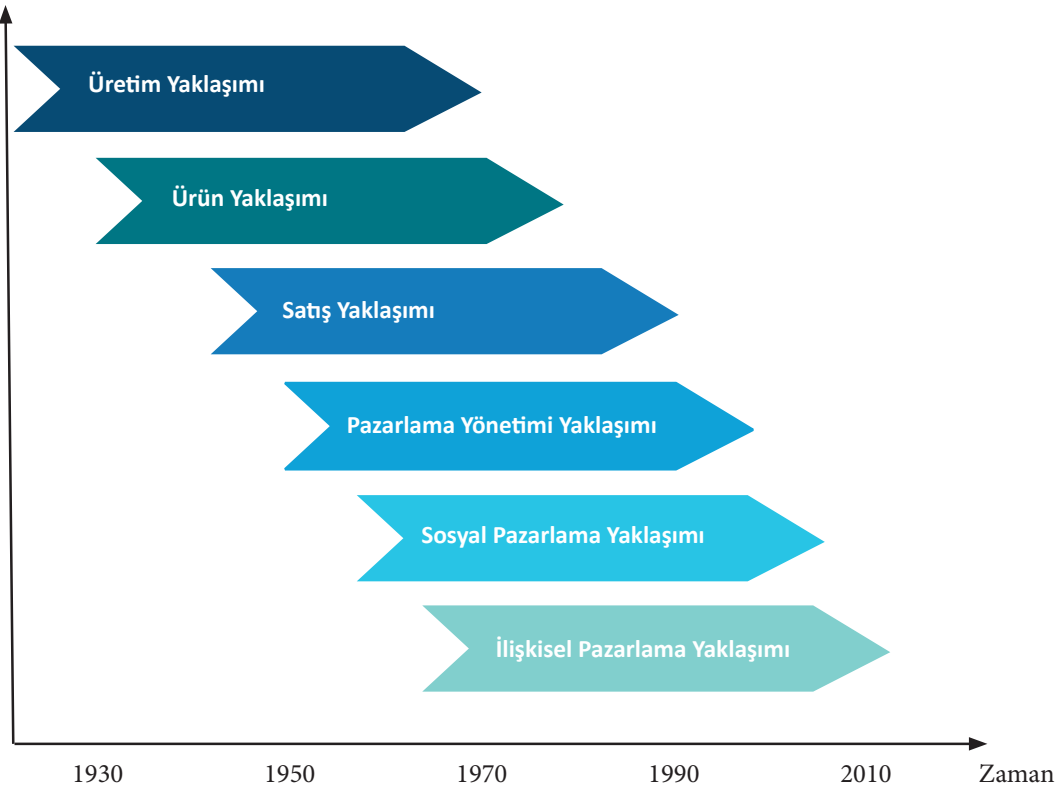 Üretim Yaklaşımı
Ürün Yaklaşımı
Satış Yaklaşımı
Pazarlama Yönetimi Yaklaşımı
Sosyal Pazarlama Yaklaşımı
İlişkisel Pazarlama Yaklaşımı
1930 1950 1970 1990 2010 Zaman